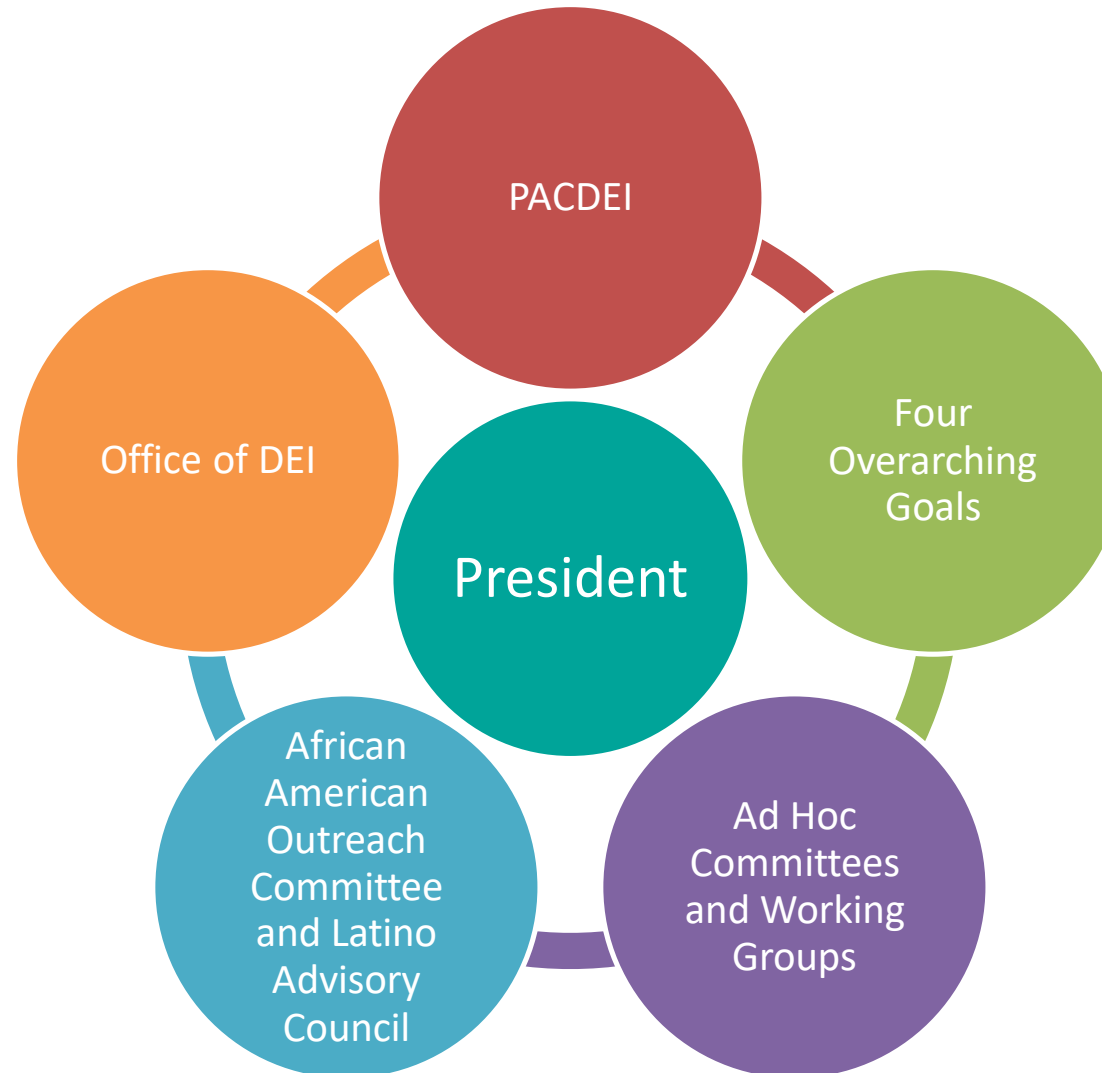 PACDEI
Four
Overarching
Goals
Office of DEI
President
African
American
Outreach
Committee
and Latino
Advisory
Council
Ad Hoc
Committees
and Working
Groups